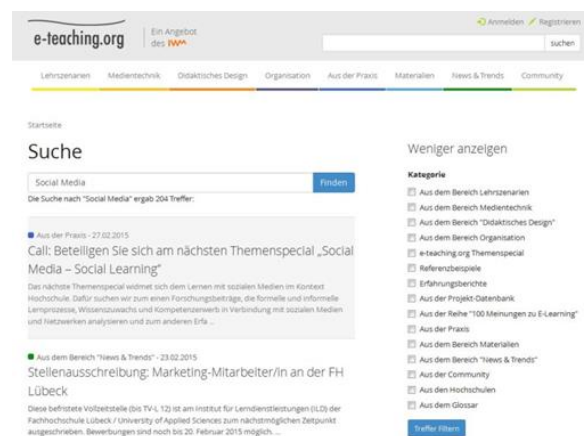 Anmelden Registrieren
e-teaching.org
Ein Angebot
des IWM
suchen
Lehrszenarien Medientechnik Didaktisches Design Organisation Aus der Praxis Materialien News & Trends Community
Startseite
Suche
Social Media Finden
Die Suche nach "Social Media" ergab 204 Treffer:
Aus der Praxis - 27.02.2015
Call: Beteiligen Sie sich am nächsten Themenspecial „Social
Media – Social Learning“
Das nächste Themenspecial widmet sich dem Lernen mit sozialen Medien im Kontext
Hochschule. Dafür suchen wir zum einen Forschungsbeiträge, die formelle und informelle
Lernprozesse, Wissenszuwachs und Kompetenzerwerb in Verbindung mit sozialen Medien
und Netzwerken analysieren und zum anderen Erfa ...
Aus dem Bereich "News & Trends" - 23.02.2015
Stellenausschreibung: Marketing-Mitarbeiter/in an der FH
Lübeck
Diese befristete Vollzeitstelle (bis TV-L 12) ist am Institut für Lerndienstleistungen (ILD) der
Fachhochschule Lübeck / University of Applied Sciences zum nächstmöglichen Zeitpunkt
ausgeschrieben. Bewerbungen sind noch bis 20. Februar 2015 möglich. ...
Weniger anzeigen
Kategorie
Aus dem Bereich Lehrszenarien
Aus dem Bereich Medientechnik
Aus dem Bereich "Didaktisches Design"
Aus dem Bereich Organisation
e-teaching.org Themenspecial
Referenzbeispiele
Erfahrungsberichte
Aus der Projekt-Datenbank
Aus der Reihe "100 Meinungen zu E-Learning"
Aus der Praxis
Aus dem Bereich Materialien
Aus dem Bereich "News & Trends"
Aus der Community
Aus den Hochschulen
Aus dem Glossar
Treffer Filtern